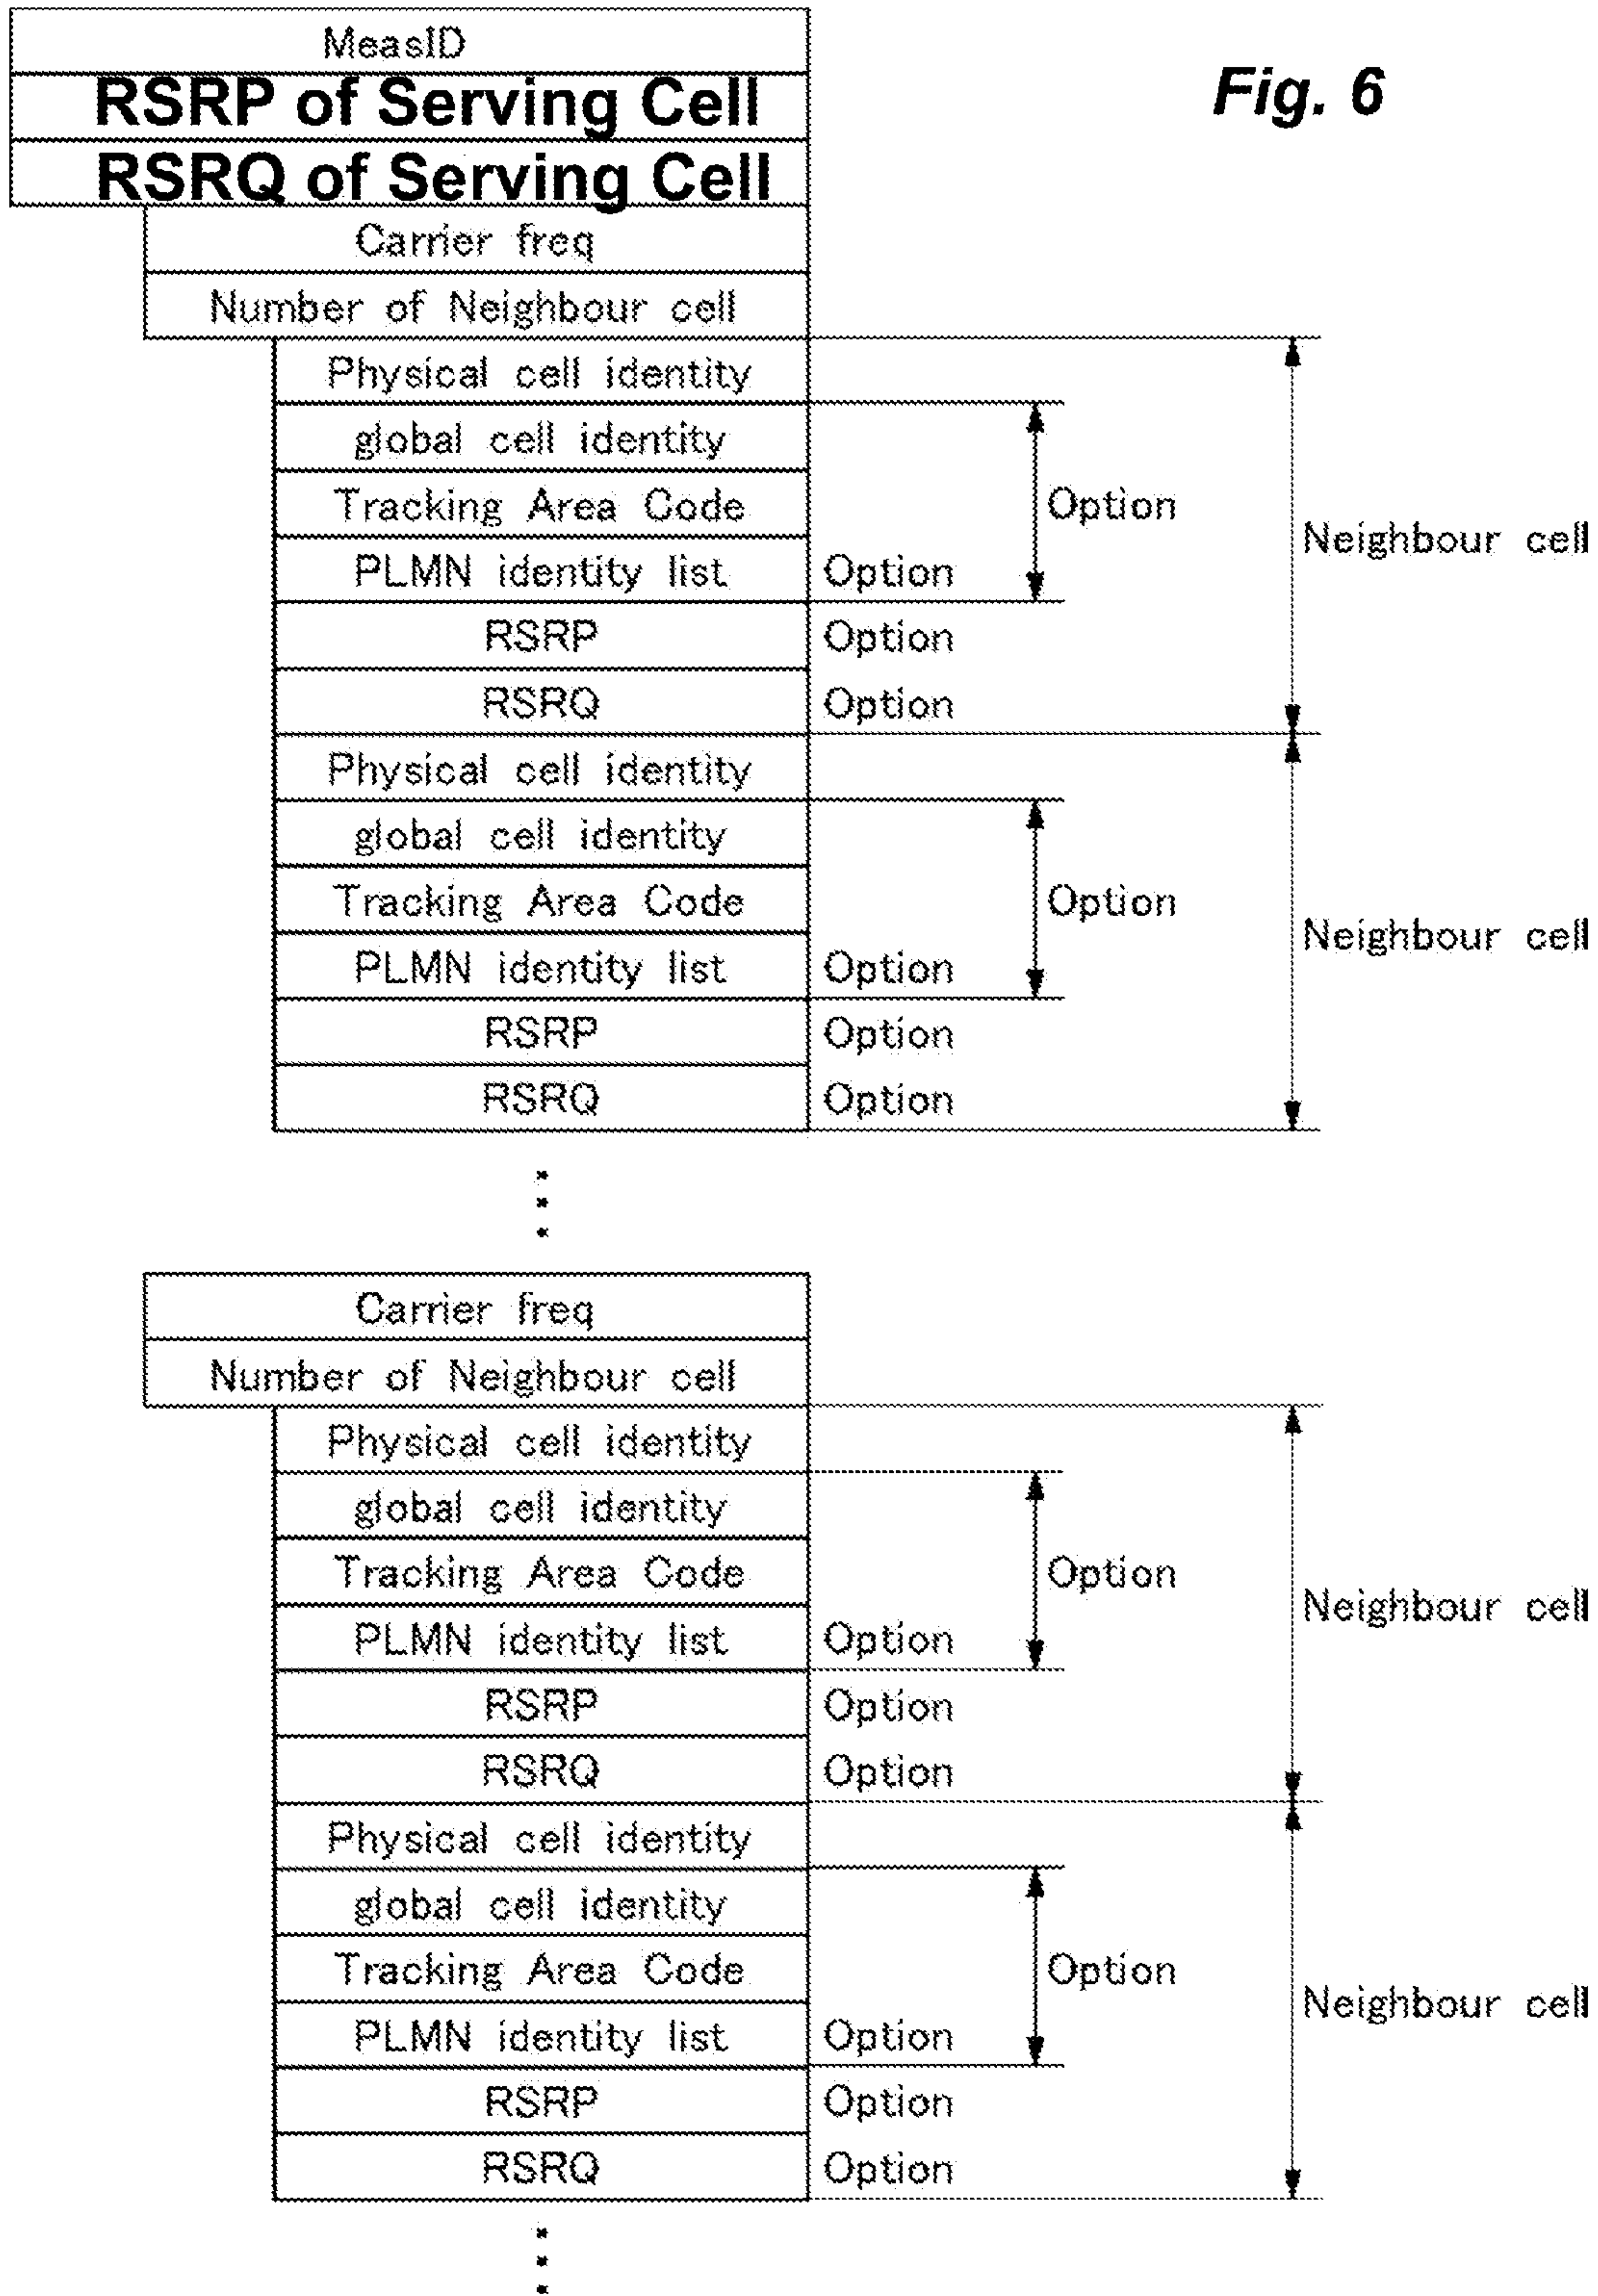 MeasID
Fig. 6
RSRP of Serving Cell
RSRQ of Serving Cell
Carrier freq
Number of Neighbour cell
Physical cell identity
global cell identity
Tracking Area Code
Option
Neighbour cell
PLMN identity list Option
RSRP Option
RSRQ Option
Physical cell identity
global cell identity
Tracking Area Code
Option
Neighbour cell
PLMN identity list Option
RSRP Option
RSRQ Option
Carrier freq
Number of Neighbour cell
Physical cell identity
global cell identity
Tracking Area Code
Option
Neighbour cell
PLMN identity list Option
RSRP Option
RSRQ Option
Physical cell identity
global cell identity
Tracking Area Code
Option
Neighbour cell
PLMN identity list Option
RSRP Option
RSRQ Option